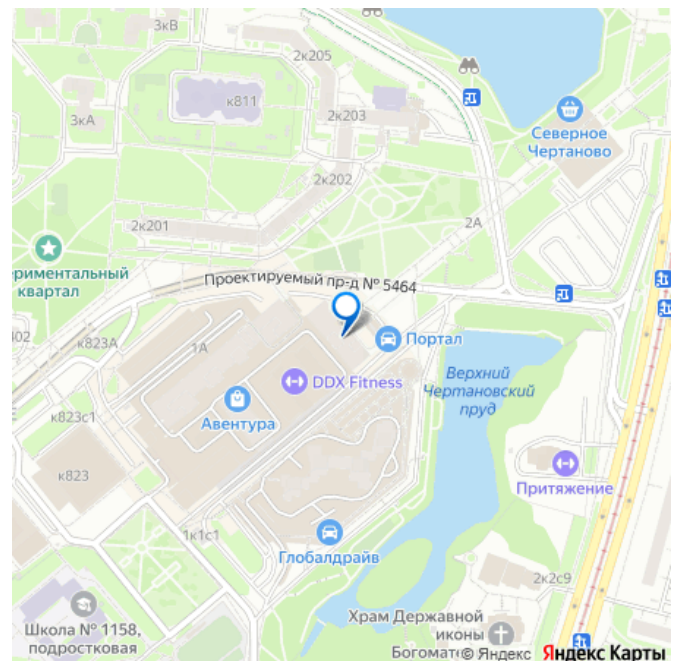 3кВ
2к205
к811
3кА
2к203
Северное
Чертаново
2к202
2к201
2А
ериментальный
квартал
Проектируемый пр-д № 5464
402
к823А
1А
Портал
DDX Fitness
Верхний
Чертановский
пруд
Авентура
к823с1
к823
Притяжение
1к1с1
Глобалдрайв
2к2с9
Школа № 1158,
подростковая
Храм Державной
иконы
Богомат
© Яндекс Яндекс Карты